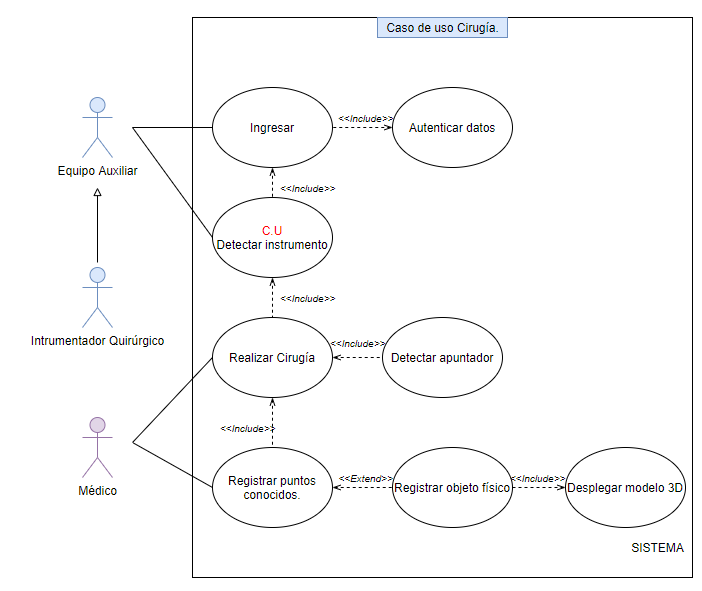 Caso de uso Cirugía.
Ingresar
<<Include>>
Autenticar datos
Equipo Auxiliar
<<Include>>
C.U
Detectar instrumento
<<Include>>
Intrumentador Quirúrgico
Realizar Cirugía
<<Include>>
Detectar apuntador
<<Include>>
Médico
Registrar puntos
conocidos.
<<Extend>>
Registrar objeto físico
<<Include>>
Desplegar modelo 3D
SISTEMA